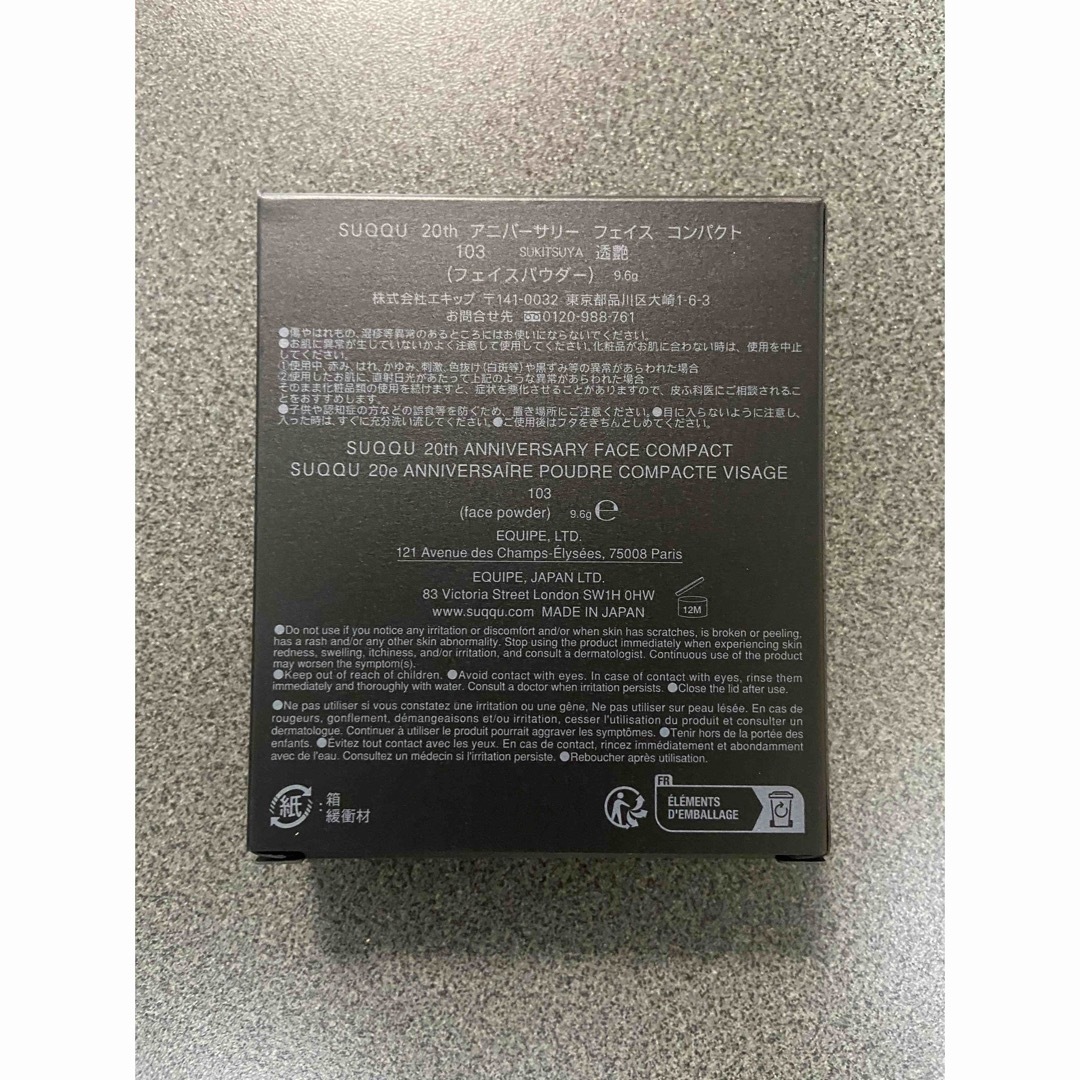 SUQQU 20th アニバーサリー フェイス コンパクト
103 SUKITSUYA 透艶
(フェイスパウダー) 9.6g
株式会社エキップ 〒141-0032 東京都品川区大崎1-6-3
お問合せ先 0120-988-761
●傷やはれもの、湿疹等異常のあるところにはお使いにならないでください。
●お肌に異常が生じていないかよく注意して使用してください。化粧品がお肌に合わない時は、使用を中止
してください。
①使用中、赤み、はれ、かゆみ、刺激、色抜け(白斑等)や黒ずみ等の異常があらわれた場合
②使用したお肌に、直射日光があたって上記のような異常があらわれた場合
そのまま化粧品類の使用を続けますと、症状を悪化させることがありますので、皮ふ科医にご相談されるこ
とをおすすめします。
●子供や認知症の方などの誤食等を防ぐため、置き場所にご注意ください。●目に入らないように注意し、
入った時は、すぐに充分洗い流してください。●ご使用後はフタをきちんとしめてください。
SUQQU 20th ANNIVERSARY FACE COMPACT
SUQQU 20e ANNIVERSAIRE POUDRE COMPACTE VISAGE
103
(face powder) 9.6g ℮
EQUIPE, LTD.
121 Avenue des Champs-Élysées, 75008 Paris
EQUIPE, JAPAN LTD.
83 Victoria Street London SW1H 0HW
www.suqqu.com MADE IN JAPAN 12M
●Do not use if you notice any irritation or discomfort and/or when skin has scratches, is broken or peeling,
has a rash and/or any other skin abnormality. Stop using the product immediately when experiencing skin
redness, swelling, itchiness, and/or irritation, and consult a dermatologist. Continuous use of the product
may worsen the symptom(s).
●Keep out of reach of children. ●Avoid contact with eyes. In case of contact with eyes, rinse them
immediately and thoroughly with water. Consult a doctor when irritation persists. ●Close the lid after use.
●Ne pas utiliser si vous constatez une irritation ou une gêne, Ne pas utiliser sur peau lésée. En cas de
rougeurs, gonflement, démangeaisons et/ou irritation, cesser l'utilisation du produit et consulter un
dermatologue. Continuer à utiliser le produit pourrait aggraver les symptômes. ●Tenir hors de la portée des
enfants. ●Évitez tout contact avec les yeux. En cas de contact, rincez immédiatement et abondamment
avec de l'eau. Consultez un médecin si l'irritation persiste. ●Reboucher après utilisation.
紙 : 箱
緩衝材
FR
ÉLÉMENTS
D'EMBALLAGE